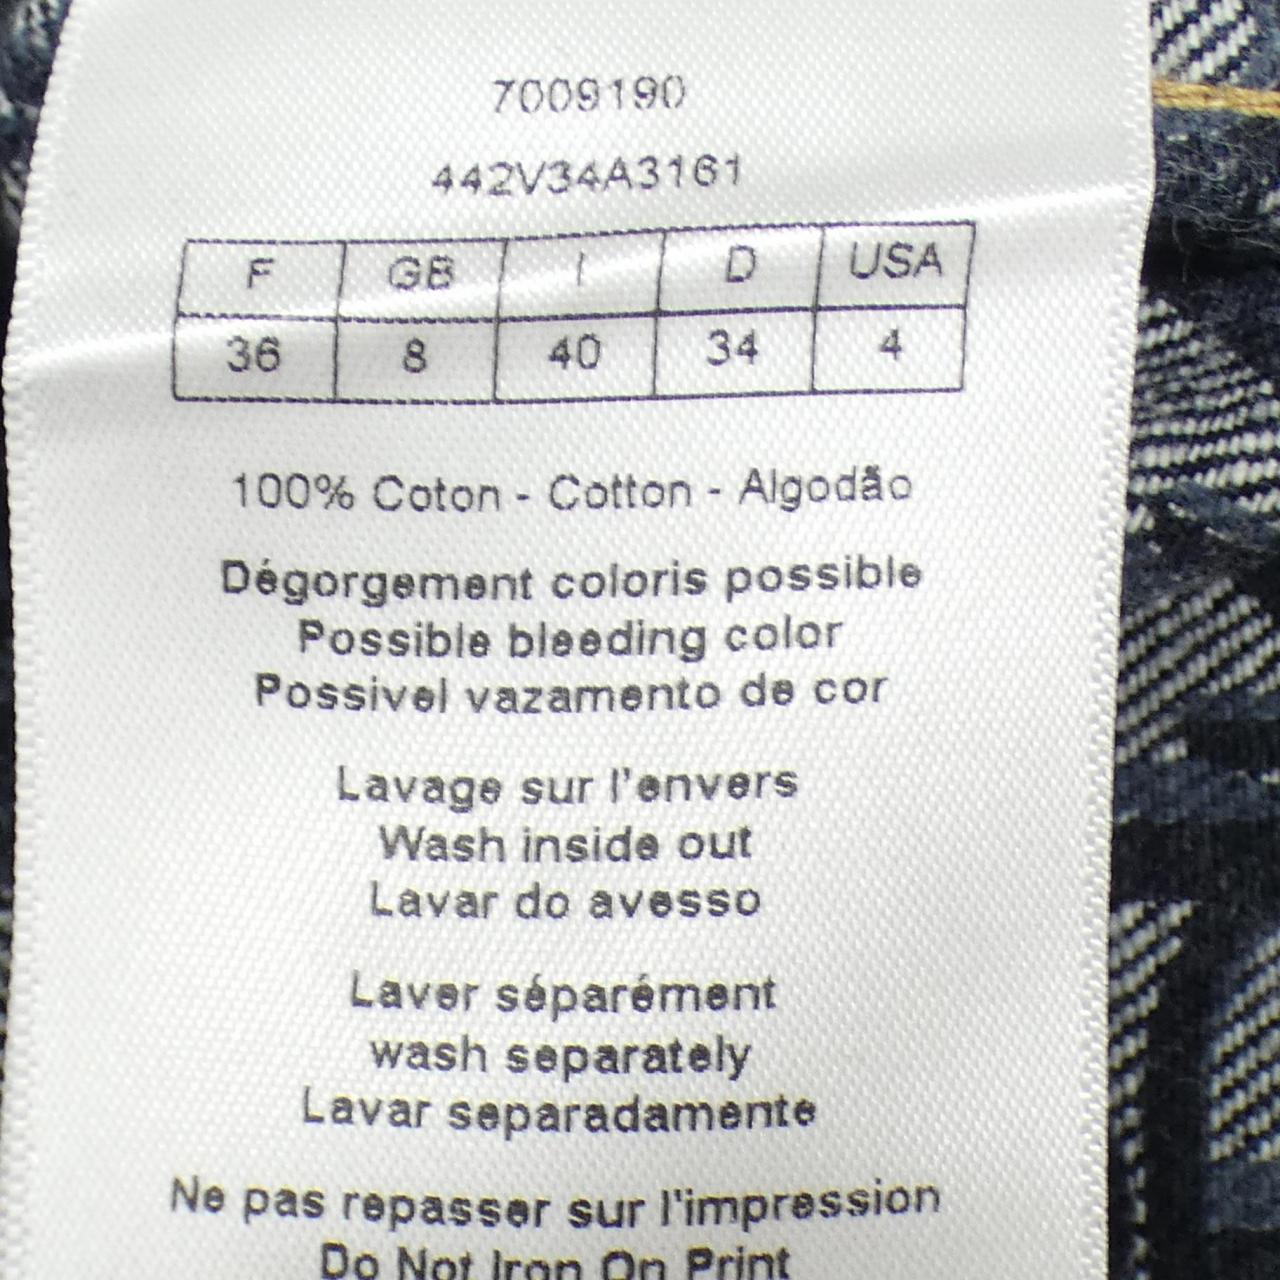 7009190
442V34A3161
F GB I D USA
36 8 40 34 4
100% Coton - Cotton - Algodão
Dégorgement coloris possible
Possible bleeding color
Possivel vazamento de cor
Lavage sur l'envers
Wash inside out
Lavar do avesso
Laver séparément
wash separately
Lavar separadamente
Ne pas repasser sur l'impression
Do Not Iron On Print